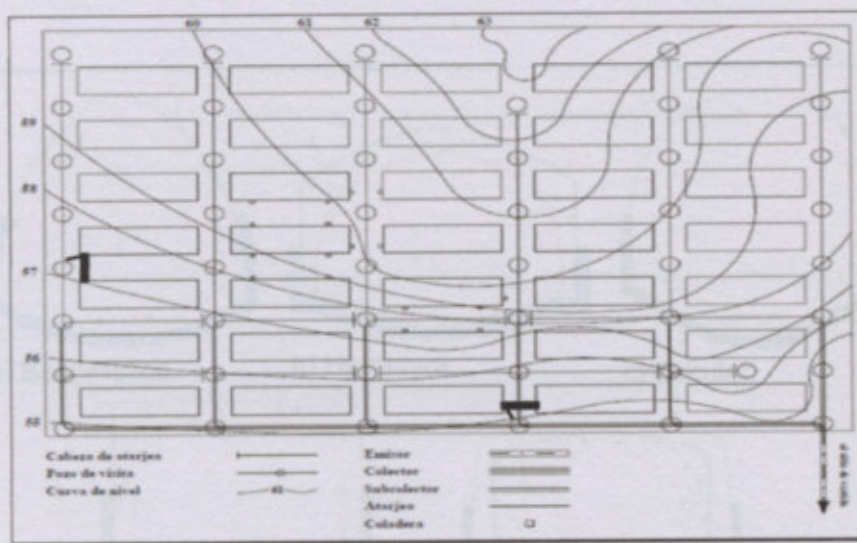 60 61 62 63
59
58
57
56
55
Cabeza de atarjea
Pozo de visita
Curva de nivel
61
Emisor
Colector
Subcolector
Atarjea
Coladera